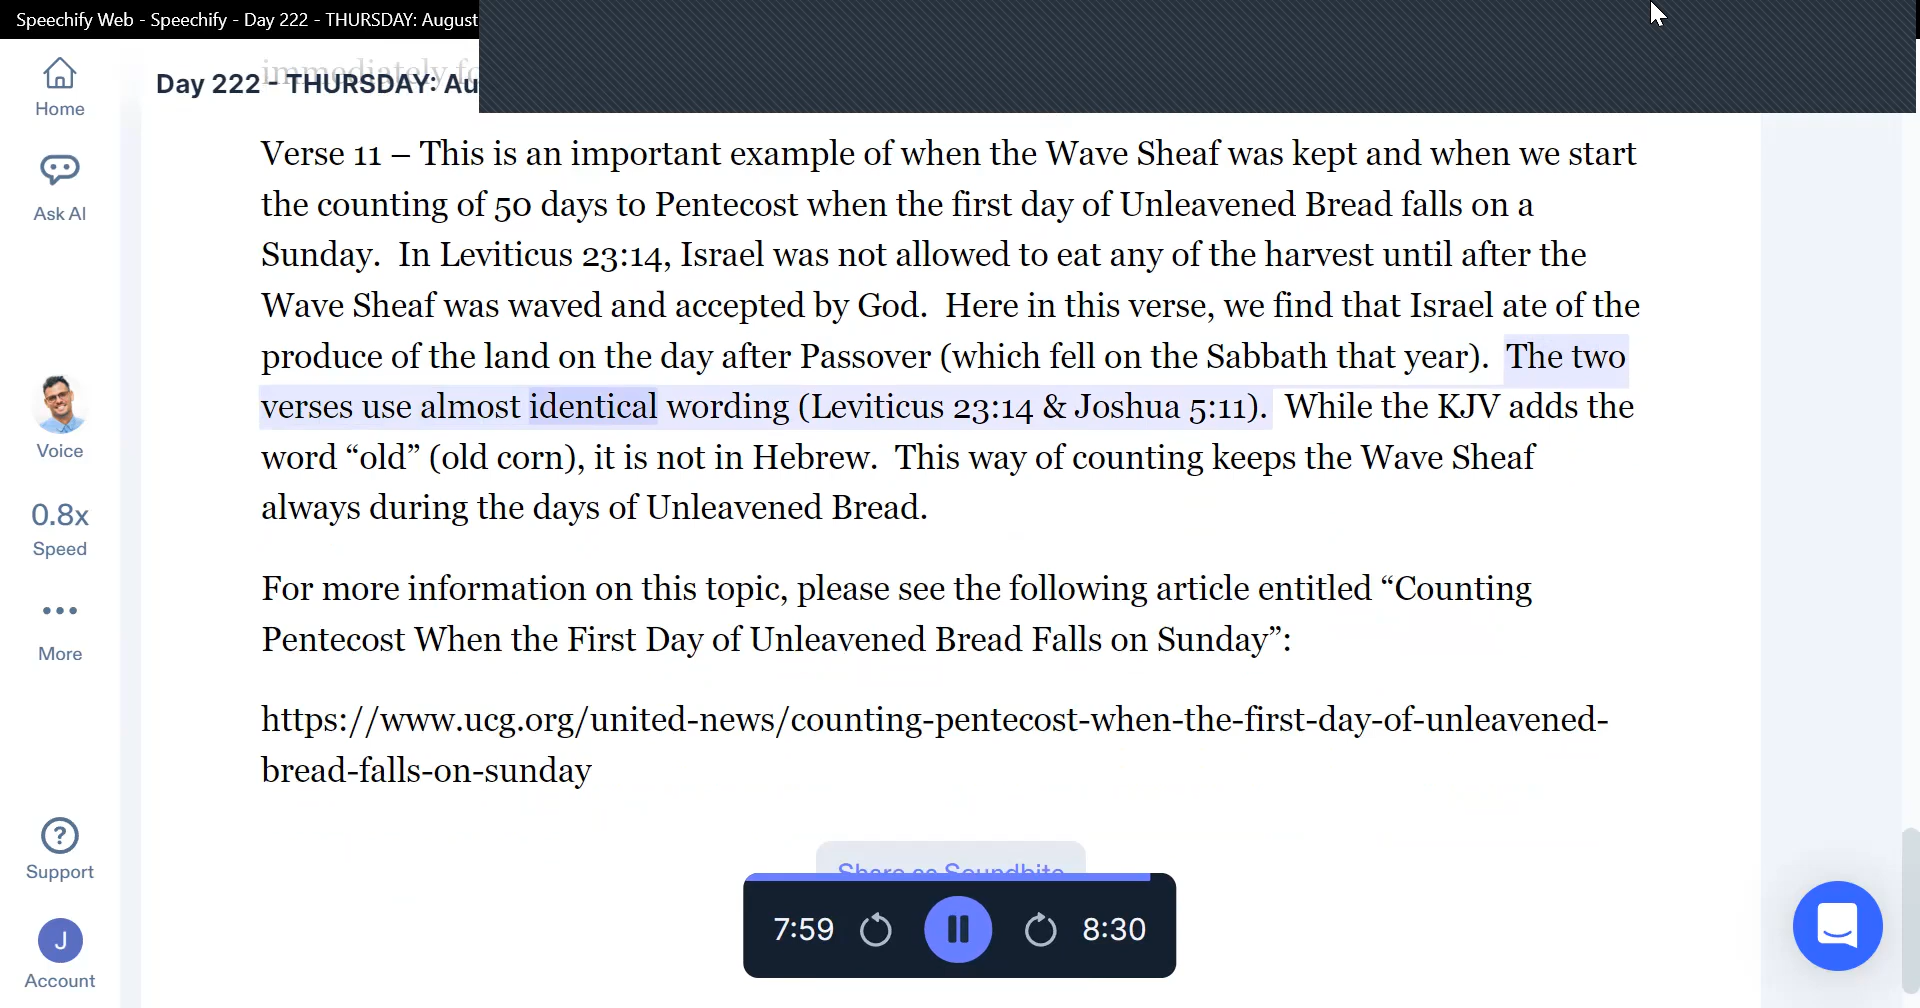 Speechify Web - Speechify - Day 222 - THURSDAY: August
immediately
Day 222 - THURSDAY: Au
Home
Ask AI
Verse 11 – This is an important example of when the Wave Sheaf was kept and when we start
the counting of 50 days to Pentecost when the first day of Unleavened Bread falls on a
Sunday. In Leviticus 23:14, Israel was not allowed to eat any of the harvest until after the
Wave Sheaf was waved and accepted by God. Here in this verse, we find that Israel ate of the
produce of the land on the day after Passover (which fell on the Sabbath that year). The two
verses use almost identical wording (Leviticus 23:14 & Joshua 5:11). While the KJV adds the
word “old” (old corn), it is not in Hebrew. This way of counting keeps the Wave Sheaf
always during the days of Unleavened Bread.
Voice
0.8x
Speed
More
For more information on this topic, please see the following article entitled “Counting
Pentecost When the First Day of Unleavened Bread Falls on Sunday”:
https://www.ucg.org/united-news/counting-pentecost-when-the-first-day-of-unleavened-
bread-falls-on-sunday
Share as Soundbite
7:59
8:30
Support
J
Account